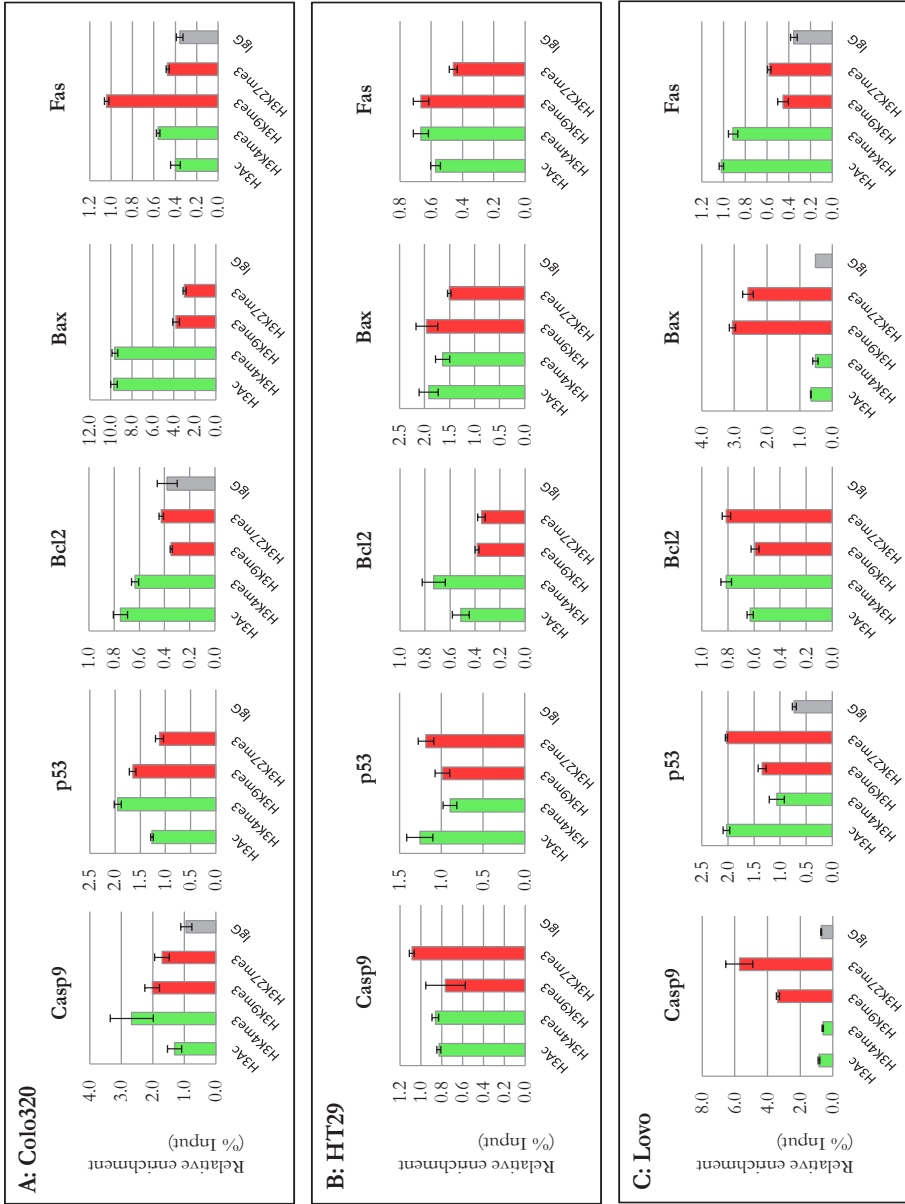 A: Colo320
Relative enrichment
(% Input)
Casp9
4.0
3.0
2.0
1.0
0.0
H3Ac
H3K4me3
H3K9me3
H3K27me3
IgG
p53
2.5
2.0
1.5
1.0
0.5
0.0
H3Ac
H3K4me3
H3K9me3
H3K27me3
IgG
Bcl2
1.0
0.8
0.6
0.4
0.2
0.0
H3Ac
H3K4me3
H3K9me3
H3K27me3
IgG
Bax
12.0
10.0
8.0
6.0
4.0
2.0
0.0
H3Ac
H3K4me3
H3K9me3
H3K27me3
IgG
Fas
1.2
1.0
0.8
0.6
0.4
0.2
0.0
H3Ac
H3K4me3
H3K9me3
H3K27me3
IgG
B: HT29
Relative enrichment
(% Input)
Casp9
1.2
1.0
0.8
0.6
0.4
0.2
0.0
H3Ac
H3K4me3
H3K9me3
H3K27me3
IgG
p53
1.5
1.0
0.5
0.0
H3Ac
H3K4me3
H3K9me3
H3K27me3
IgG
Bcl2
1.0
0.8
0.6
0.4
0.2
0.0
H3Ac
H3K4me3
H3K9me3
H3K27me3
IgG
Bax
2.5
2.0
1.5
1.0
0.5
0.0
H3Ac
H3K4me3
H3K9me3
H3K27me3
IgG
Fas
0.8
0.6
0.4
0.2
0.0
H3Ac
H3K4me3
H3K9me3
H3K27me3
IgG
C: Lovo
Relative enrichment
(% Input)
Casp9
8.0
6.0
4.0
2.0
0.0
H3Ac
H3K4me3
H3K9me3
H3K27me3
IgG
p53
2.5
2.0
1.5
1.0
0.5
0.0
H3Ac
H3K4me3
H3K9me3
H3K27me3
IgG
Bcl2
1.0
0.8
0.6
0.4
0.2
0.0
H3Ac
H3K4me3
H3K9me3
H3K27me3
IgG
Bax
4.0
3.0
2.0
1.0
0.0
H3Ac
H3K4me3
H3K9me3
H3K27me3
IgG
Fas
1.2
1.0
0.8
0.6
0.4
0.2
0.0
H3Ac
H3K4me3
H3K9me3
H3K27me3
IgG